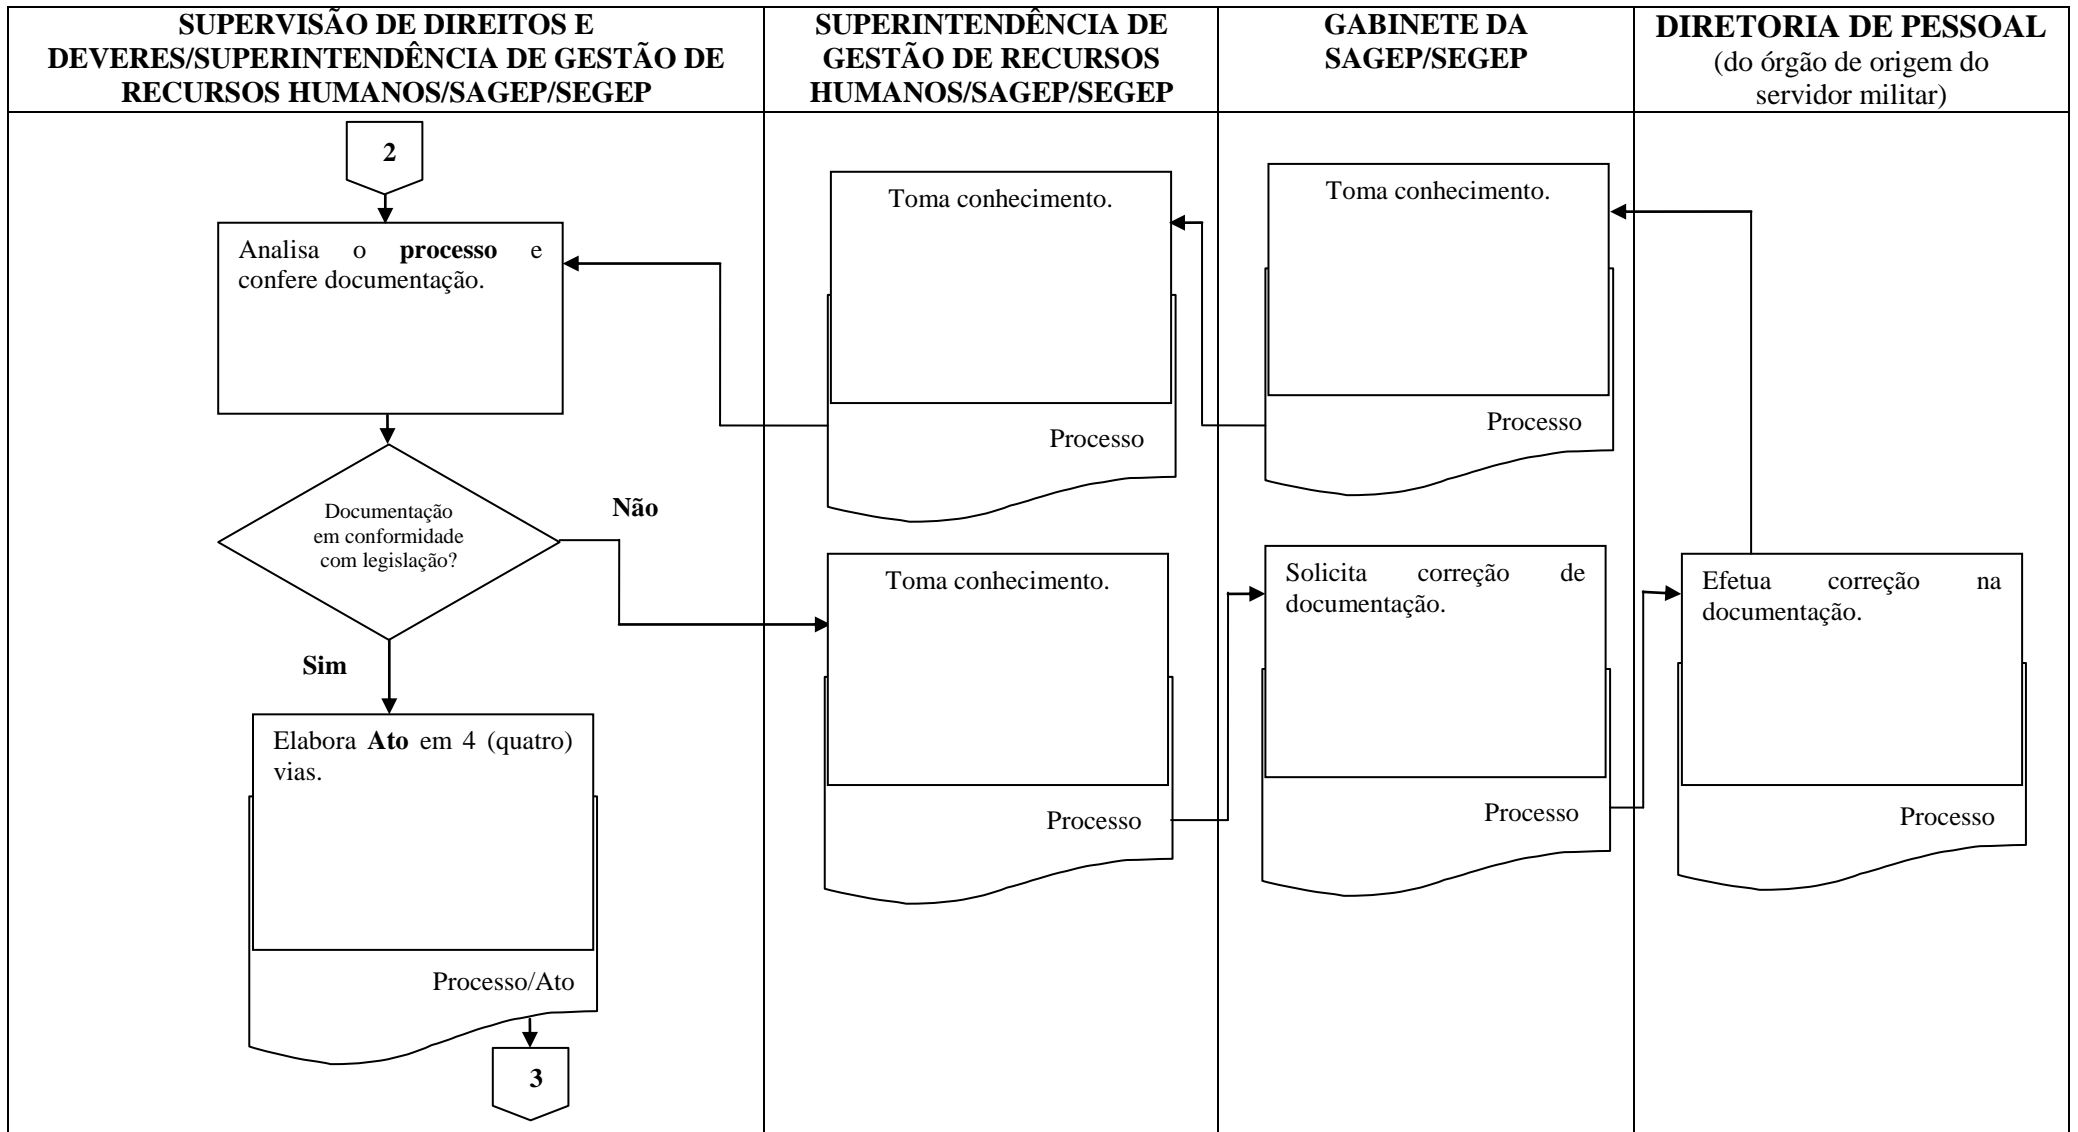 SUPERVISÃO DE DIREITOS E
DEVERES/SUPERINTENDÊNCIA DE GESTÃO DE
RECURSOS HUMANOS/SAGEP/SEGEP
SUPERINTENDÊNCIA DE
GESTÃO DE RECURSOS
HUMANOS/SAGEP/SEGEP
GABINETE DA
SAGEP/SEGEP
DIRETORIA DE PESSOAL
(do órgão de origem do
servidor militar)
2
Analisa o processo e
confere documentação.
Toma conhecimento.
Processo
Toma conhecimento.
Processo
Documentação
em conformidade
com legislação?
Não
Sim
Toma conhecimento.
Processo
Solicita correção de
documentação.
Processo
Efetua correção na
documentação.
Processo
Elabora Ato em 4 (quatro)
vias.
Processo/Ato
3